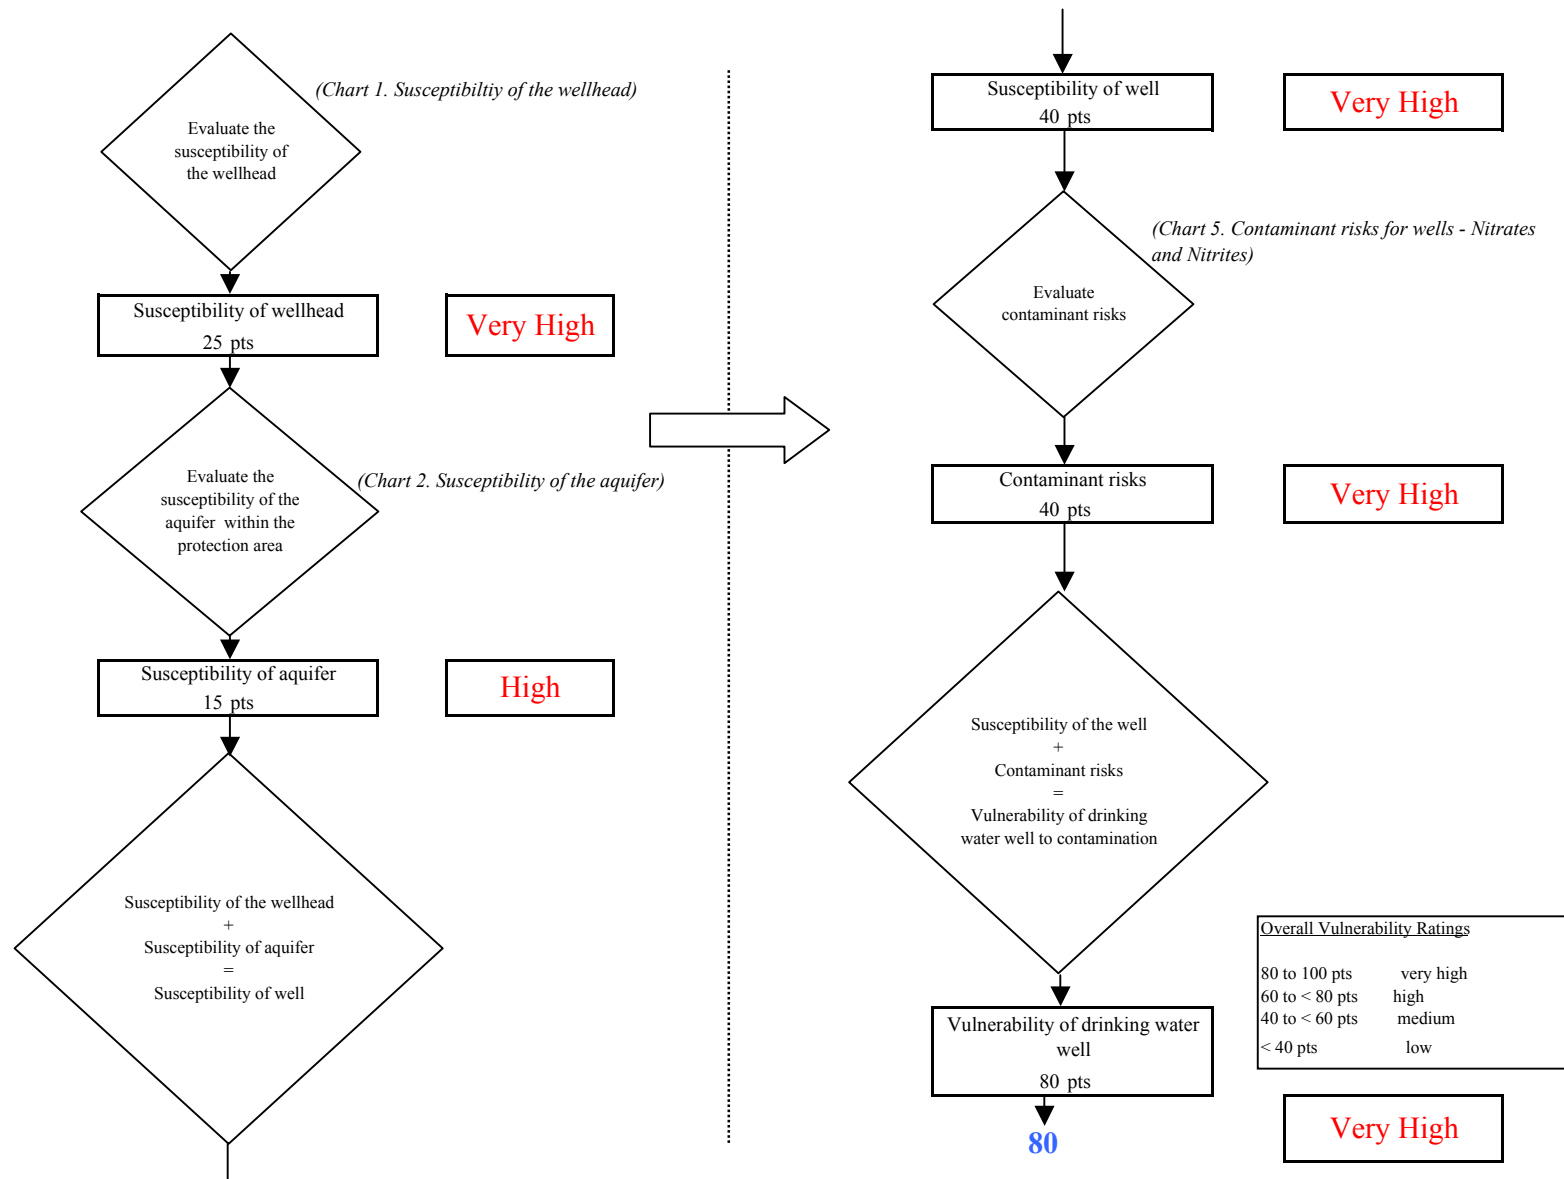 (Chart 1. Susceptibiltiy of the wellhead)
Evaluate the
susceptibility of
the wellhead
Susceptibility of wellhead
25 pts
Very High
Evaluate the
susceptibility of the
aquifer within the
protection area
(Chart 2. Susceptibility of the aquifer)
Susceptibility of aquifer
15 pts
High
Susceptibility of the wellhead
+
Susceptibility of aquifer
=
Susceptibility of well
Susceptibility of well
40 pts
Very High
(Chart 5. Contaminant risks for wells - Nitrates
and Nitrites)
Evaluate
contaminant risks
Contaminant risks
40 pts
Very High
Susceptibility of the well
+
Contaminant risks
=
Vulnerability of drinking
water well to contamination
Overall Vulnerability Ratings
80 to 100 pts very high
60 to < 80 pts high
40 to < 60 pts medium
< 40 pts low
Vulnerability of drinking water
well
80 pts
Very High
80